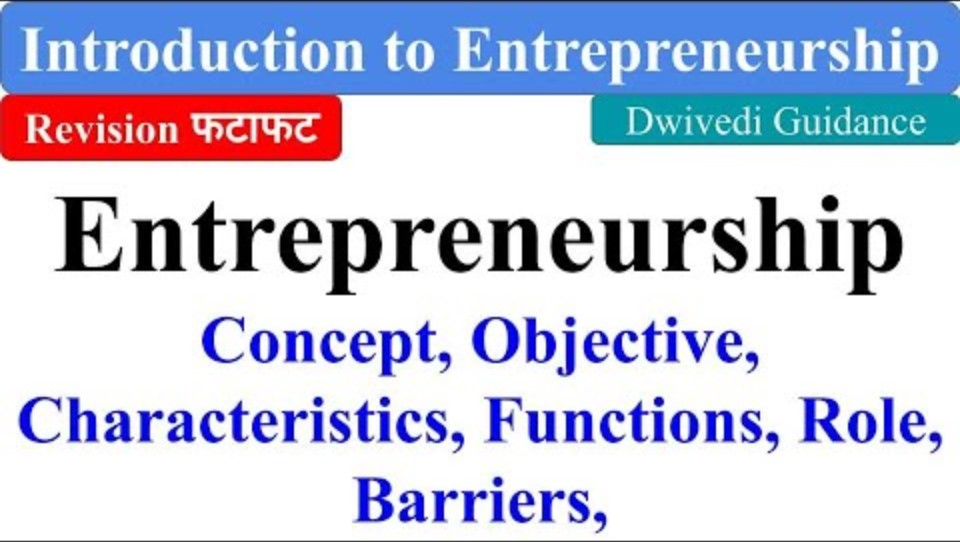 Introduction to Entrepreneurship
Revision फटाफट
Dwivedi Guidance
Entrepreneurship
Concept, Objective,
Characteristics, Functions, Role,
Barriers,